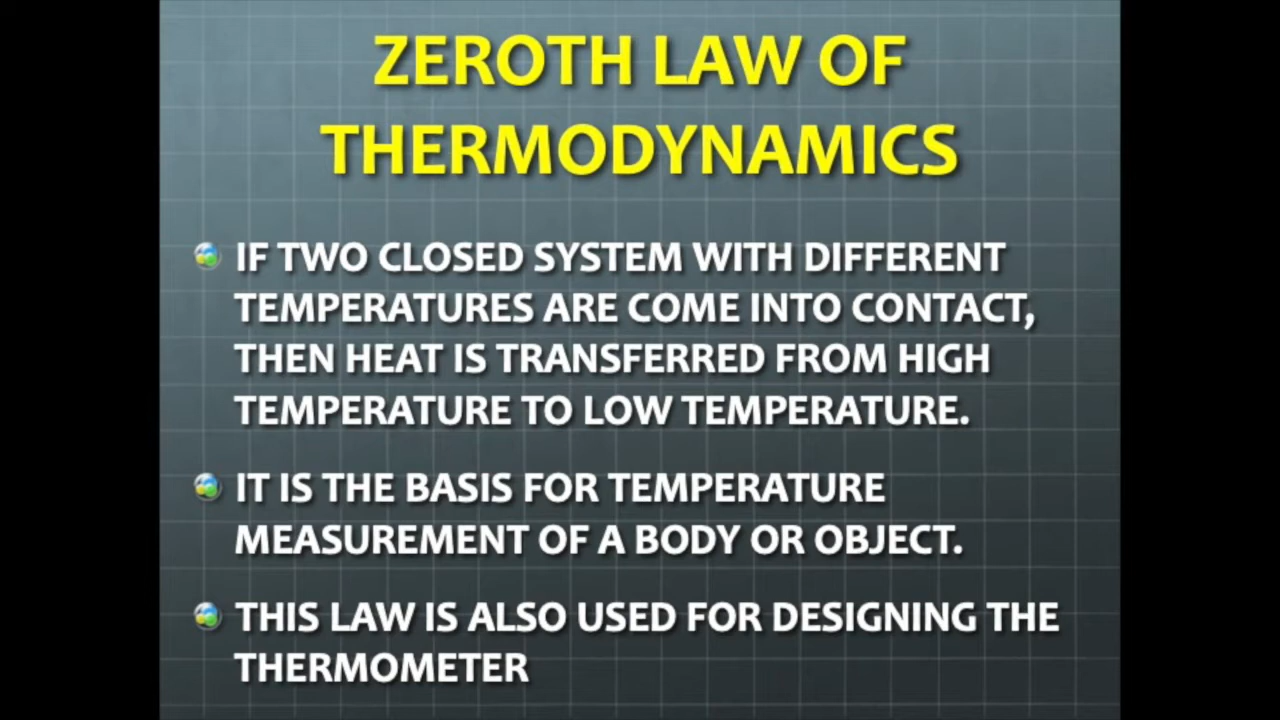 ZEROTH LAW OF
THERMODYNAMICS
IF TWO CLOSED SYSTEM WITH DIFFERENT
TEMPERATURES ARE COME INTO CONTACT,
THEN HEAT IS TRANSFERRED FROM HIGH
TEMPERATURE TO LOW TEMPERATURE.
IT IS THE BASIS FOR TEMPERATURE
MEASUREMENT OF A BODY OR OBJECT.
THIS LAW IS ALSO USED FOR DESIGNING THE
THERMOMETER